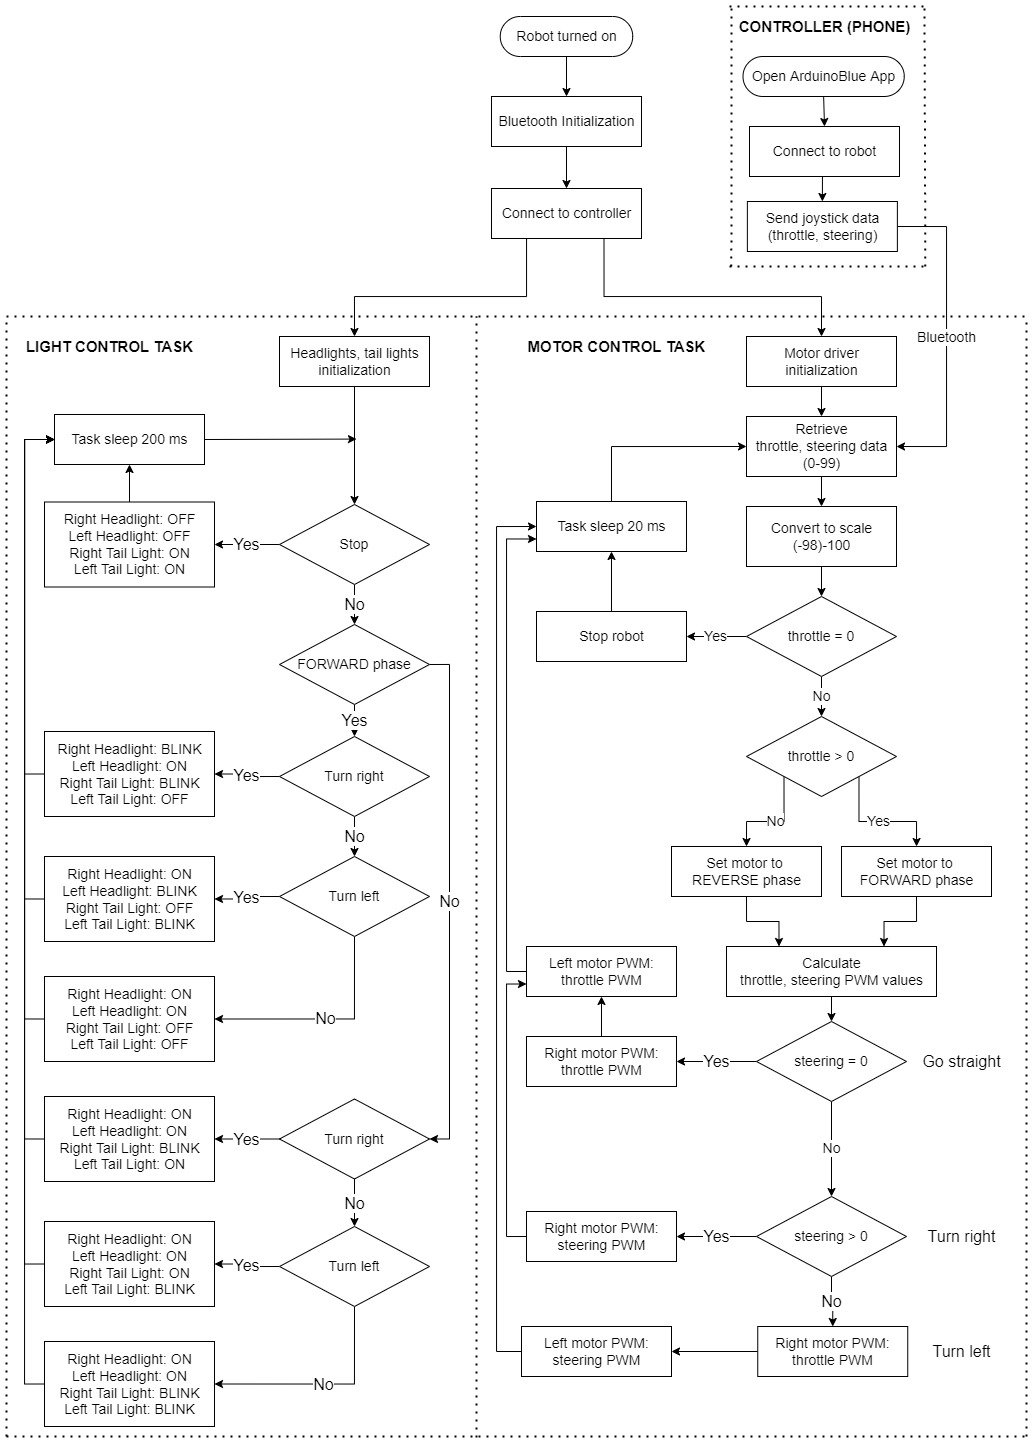 Robot turned on
Bluetooth Initialization
Connect to controller
CONTROLLER (PHONE)
Open ArduinoBlue App
Connect to robot
Send joystick data
(throttle, steering)
Bluetooth
LIGHT CONTROL TASK
Headlights, tail lights
initialization
Task sleep 200 ms
Right Headlight: OFF
Left Headlight: OFF
Right Tail Light: ON
Left Tail Light: ON
Yes
Stop
No
FORWARD phase
Yes
No
Right Headlight: BLINK
Left Headlight: ON
Right Tail Light: BLINK
Left Tail Light: OFF
Yes
Turn right
No
Right Headlight: ON
Left Headlight: BLINK
Right Tail Light: OFF
Left Tail Light: BLINK
Yes
Turn left
Right Headlight: ON
Left Headlight: ON
Right Tail Light: OFF
Left Tail Light: OFF
No
Right Headlight: ON
Left Headlight: ON
Right Tail Light: BLINK
Left Tail Light: ON
Yes
Turn right
No
Right Headlight: ON
Left Headlight: ON
Right Tail Light: ON
Left Tail Light: BLINK
Yes
Turn left
Right Headlight: ON
Left Headlight: ON
Right Tail Light: BLINK
Left Tail Light: BLINK
No
MOTOR CONTROL TASK
Motor driver
initialization
Retrieve
throttle, steering data
(0-99)
Task sleep 20 ms
Convert to scale
(-98)-100
Stop robot
Yes
throttle = 0
No
throttle > 0
No
Yes
Set motor to
REVERSE phase
Set motor to
FORWARD phase
Calculate
throttle, steering PWM values
Left motor PWM:
throttle PWM
Right motor PWM:
throttle PWM
Yes
steering = 0
Go straight
No
Right motor PWM:
steering PWM
Yes
steering > 0
Turn right
No
Left motor PWM:
steering PWM
Right motor PWM:
throttle PWM
Turn left